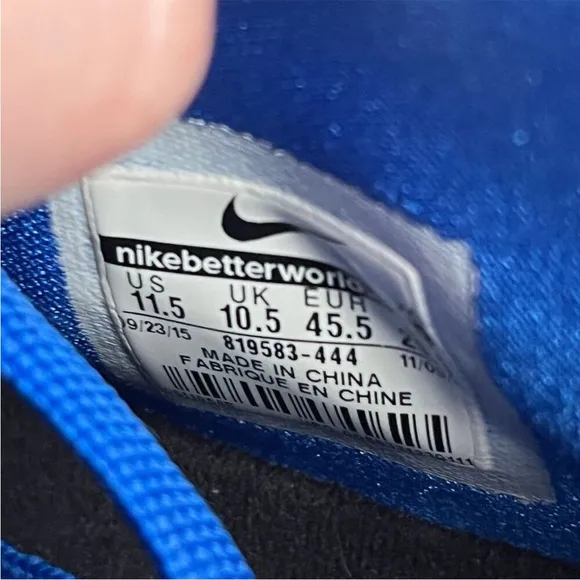 nikebetterworld
US UK EUR
11.5 10.5 45.5
09/23/15 819583-444
MADE IN CHINA
FABRIQUE EN CHINE